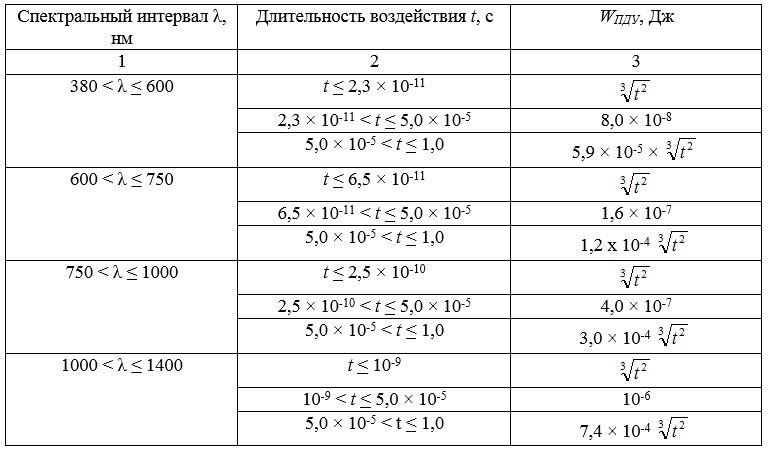 Спектральный интервал λ, нм | Длительность воздействия t, с | WПДУ, Дж
1 | 2 | 3
380 < λ ≤ 600 | t ≤ 2,3 × 10⁻¹¹ | ∛t²
2,3 × 10⁻¹¹ < t ≤ 5,0 × 10⁻⁵ | 8,0 × 10⁻⁸
5,0 × 10⁻⁵ < t ≤ 1,0 | 5,9 × 10⁻⁵ × ∛t²
600 < λ ≤ 750 | t ≤ 6,5 × 10⁻¹¹ | ∛t²
6,5 × 10⁻¹¹ < t ≤ 5,0 × 10⁻⁵ | 1,6 × 10⁻⁷
5,0 × 10⁻⁵ < t ≤ 1,0 | 1,2 x 10⁻⁴ ∛t²
750 < λ ≤ 1000 | t ≤ 2,5 × 10⁻¹⁰ | ∛t²
2,5 × 10⁻¹⁰ < t ≤ 5,0 × 10⁻⁵ | 4,0 × 10⁻⁷
5,0 × 10⁻⁵ < t ≤ 1,0 | 3,0 × 10⁻⁴ ∛t²
1000 < λ ≤ 1400 | t ≤ 10⁻⁹ | ∛t²
10⁻⁹ < t ≤ 5,0 × 10⁻⁵ | 10⁻⁶
5,0 × 10⁻⁵ < t ≤ 1,0 | 7,4 × 10⁻⁴ ∛t²